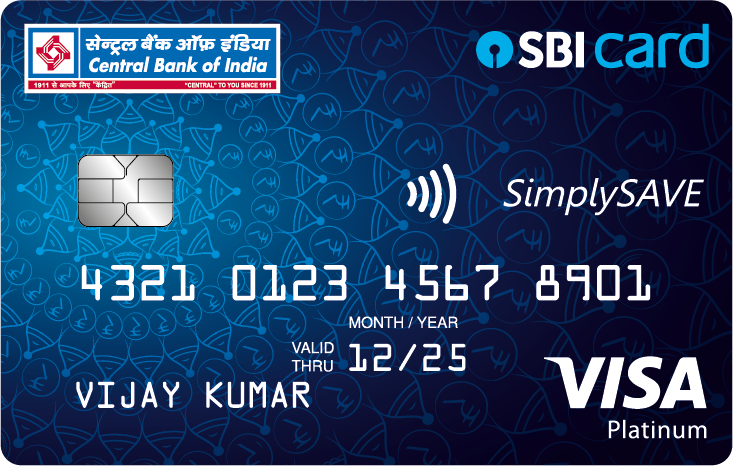 सेन्ट्रल बैंक ऑफ़ इंडिया
Central Bank of India
1911 से आपके लिए "केंद्रित" "CENTRAL" TO YOU SINCE 1911
SBI card
SimplySAVE
4321 0123 4567 8901
MONTH / YEAR
VALID THRU 12/25
VIJAY KUMAR
VISA
Platinum